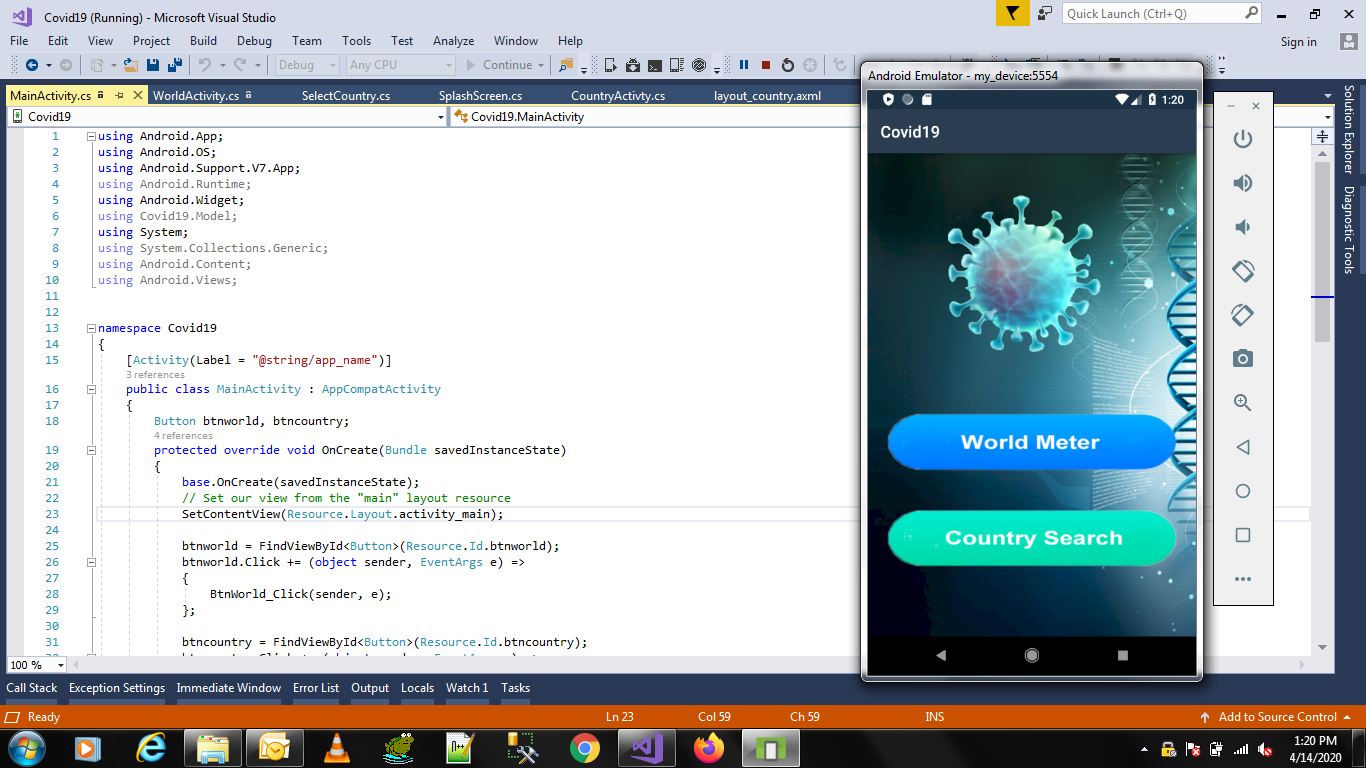 Covid19 (Running) - Microsoft Visual Studio
Quick Launch (Ctrl+Q)
File Edit View Project Build Debug Team Tools Test Analyze Window Help
Sign in
Debug Any CPU Continue
MainActivity.cs WorldActivity.cs SelectCountry.cs SplashScreen.cs CountryActivty.cs layout_country.axml
Covid19 Covid19.MainActivity
1 using Android.App;
2 using Android.OS;
3 using Android.Support.V7.App;
4 using Android.Runtime;
5 using Android.Widget;
6 using Covid19.Model;
7 using System;
8 using System.Collections.Generic;
9 using Android.Content;
10 using Android.Views;
11
12
13 namespace Covid19
14 {
15 [Activity(Label = "@string/app_name")]
3 references
16 public class MainActivity : AppCompatActivity
17 {
18 Button btnworld, btncountry;
4 references
19 protected override void OnCreate(Bundle savedInstanceState)
20 {
21 base.OnCreate(savedInstanceState);
22 // Set our view from the "main" layout resource
23 SetContentView(Resource.Layout.activity_main);
24
25 btnworld = FindViewById<Button>(Resource.Id.btnworld);
26 btnworld.Click += (object sender, EventArgs e) =>
27 {
28 BtnWorld_Click(sender, e);
29 };
30
31 btncountry = FindViewById<Button>(Resource.Id.btncountry);
100 %
Android Emulator - my_device:5554
1:20
Covid19
World Meter
Country Search
Solution Explorer
Diagnostic Tools
Call Stack Exception Settings Immediate Window Error List Output Locals Watch 1 Tasks
Ready Ln 23 Col 59 Ch 59 INS Add to Source Control
1:20 PM
4/14/2020